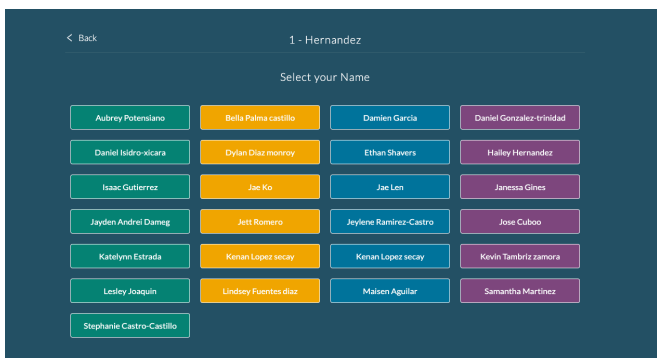 Back
1 - Hernandez
Select your Name
Aubrey Potensiano
Bella Palma castillo
Damien Garcia
Daniel Gonzalez-trinidad
Daniel Isidro-xicara
Dylan Diaz monroy
Ethan Shavers
Hailey Hernandez
Isaac Gutierrez
Jae Ko
Jae Len
Janessa Gines
Jayden Andrei Dameg
Jett Romero
Jeylene Ramirez-Castro
Jose Cuboo
Katelynn Estrada
Kenan Lopez secay
Kenan Lopez secay
Kevin Tambriz zamora
Lesley Joaquin
Lindsey Fuentes diaz
Maisen Aguilar
Samantha Martinez
Stephanie Castro-Castillo